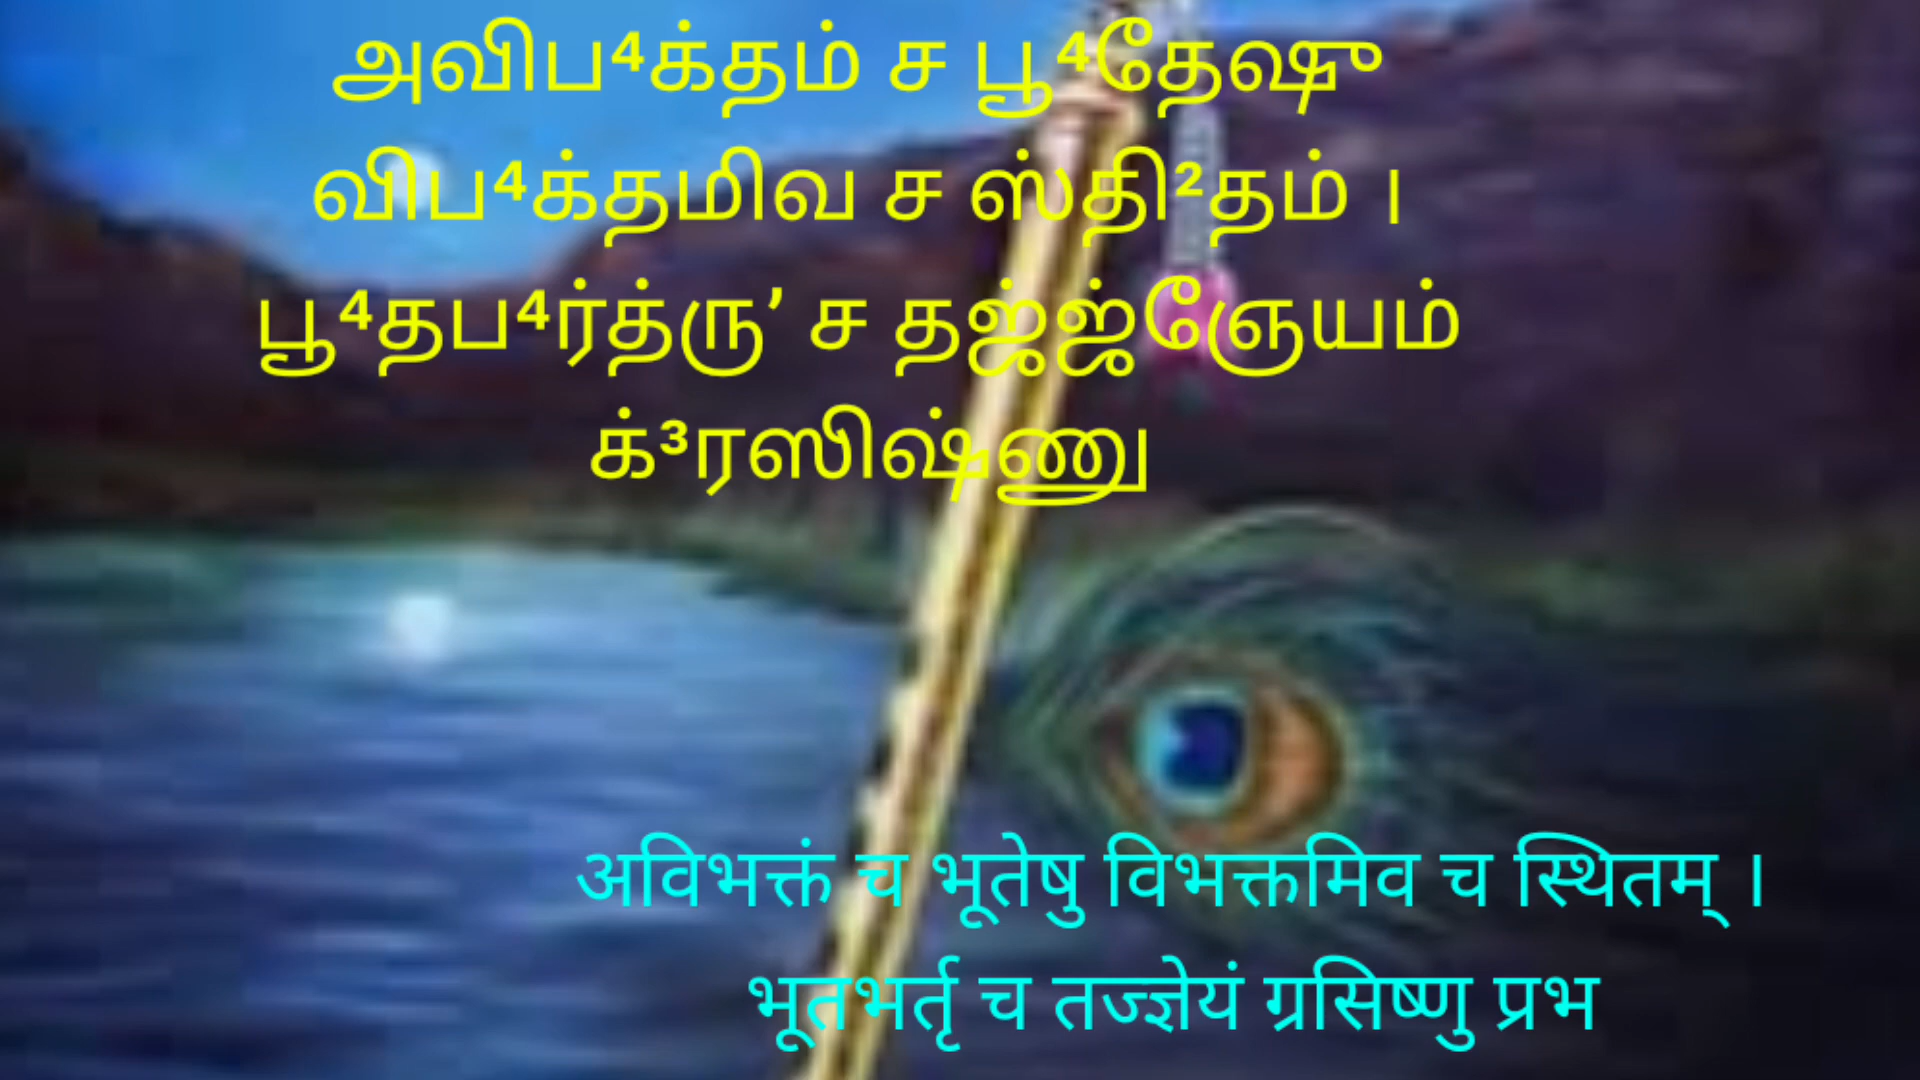 அவிப⁴க்தம் ச பூ⁴தேஷு
விப⁴க்தமிவ ச ஸ்தி²தம் ।
பூ⁴தப⁴ர்த்ரு’ ச தஜ்ஜ்ஞேயம்
க்³ரஸிஷ்ணு
अविभक्तं च भूतेषु विभक्तमिव च स्थितम् ।
भूतभर्तृ च तज्ज्ञेयं ग्रसिष्णु प्रभ